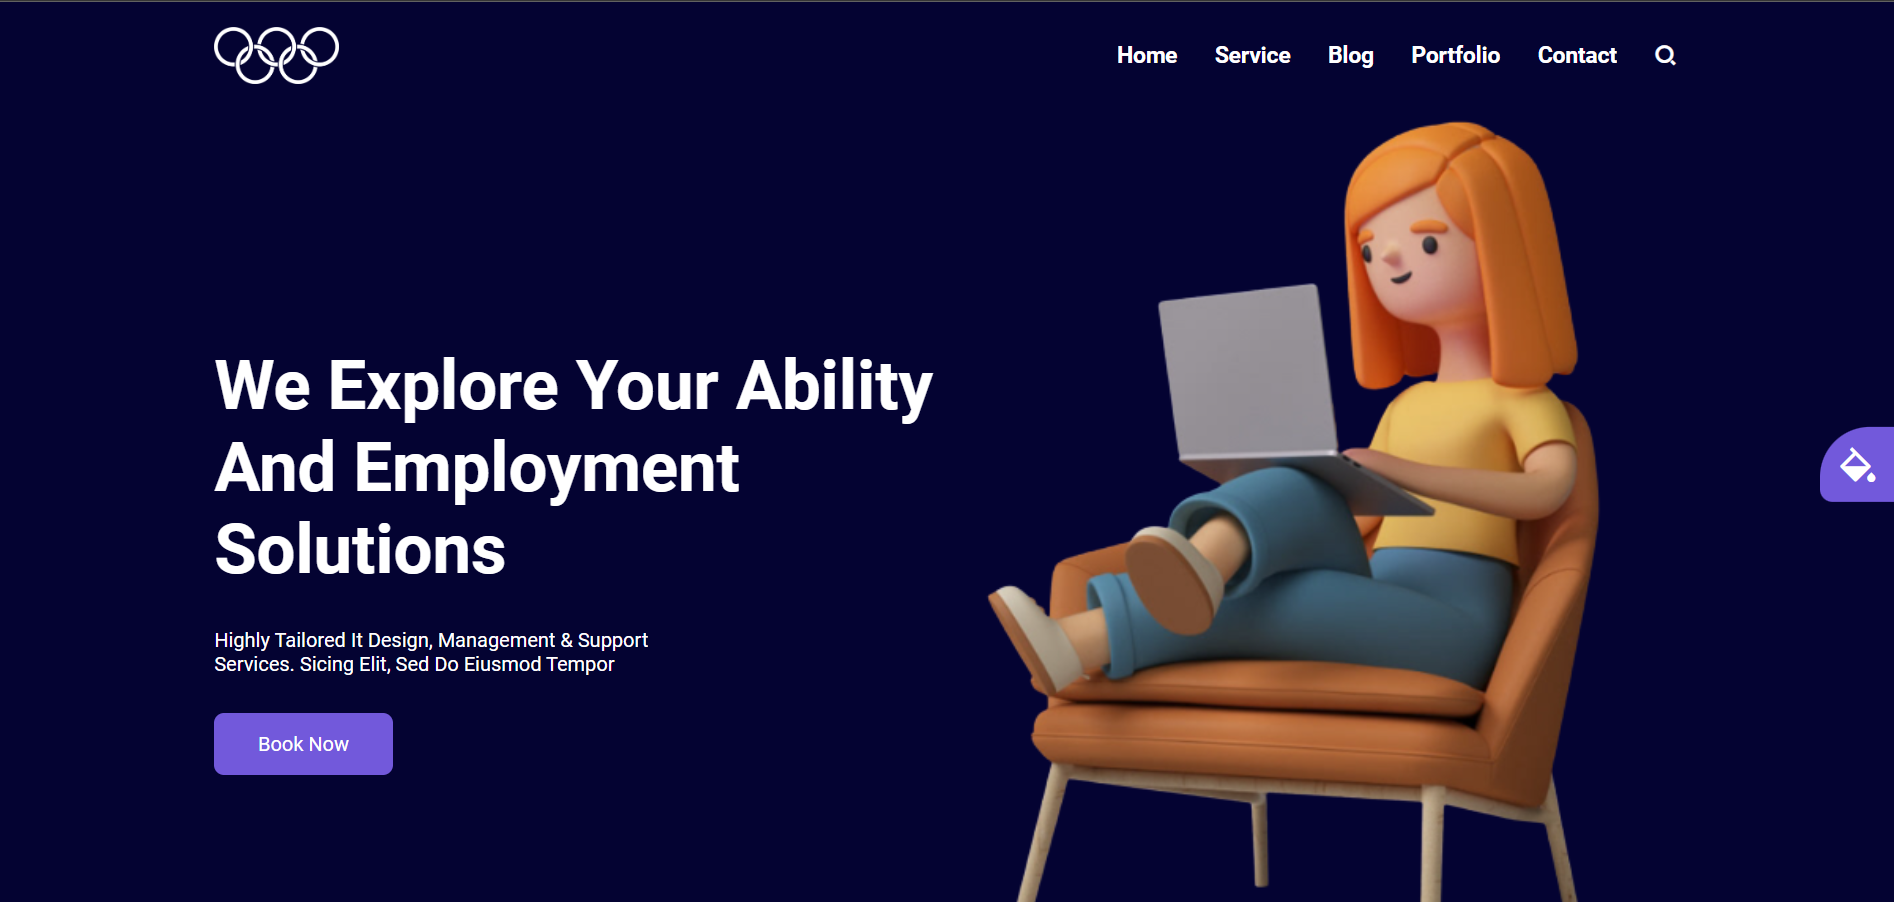 Home Service Blog Portfolio Contact
We Explore Your Ability
And Employment
Solutions
Highly Tailored It Design, Management & Support
Services. Sicing Elit, Sed Do Eiusmod Tempor
Book Now